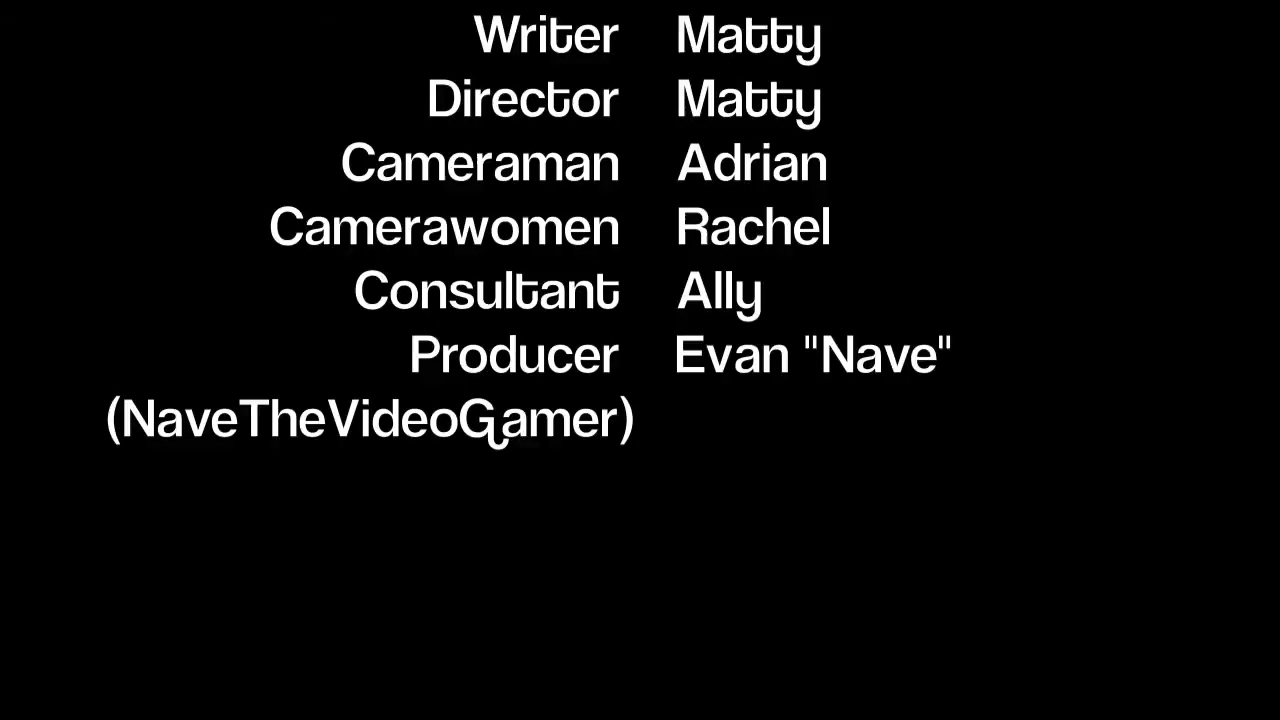 Writer Matty
Director Matty
Cameraman Adrian
Camerawomen Rachel
Consultant Ally
Producer Evan "Nave"
(NaveTheVideoGamer)